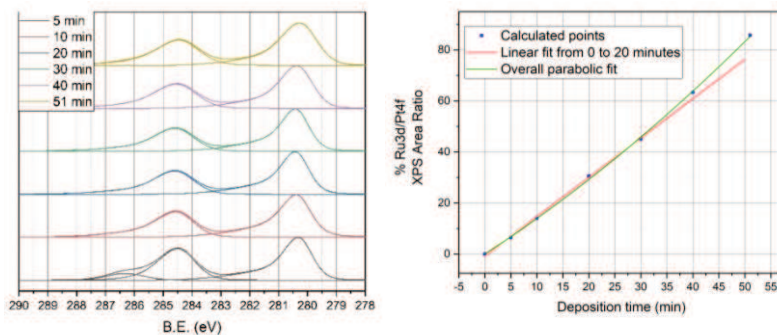 5 min
10 min
20 min
30 min
40 min
51 min
290 289 288 287 286 285 284 283 282 281 280 279 278
B.E. (eV)
Calculated points
Linear fit from 0 to 20 minutes
Overall parabolic fit
% Ru3d/Pt4f
XPS Area Ratio
80
60
40
20
0
-5 0 5 10 15 20 25 30 35 40 45 50 55
Deposition time (min)